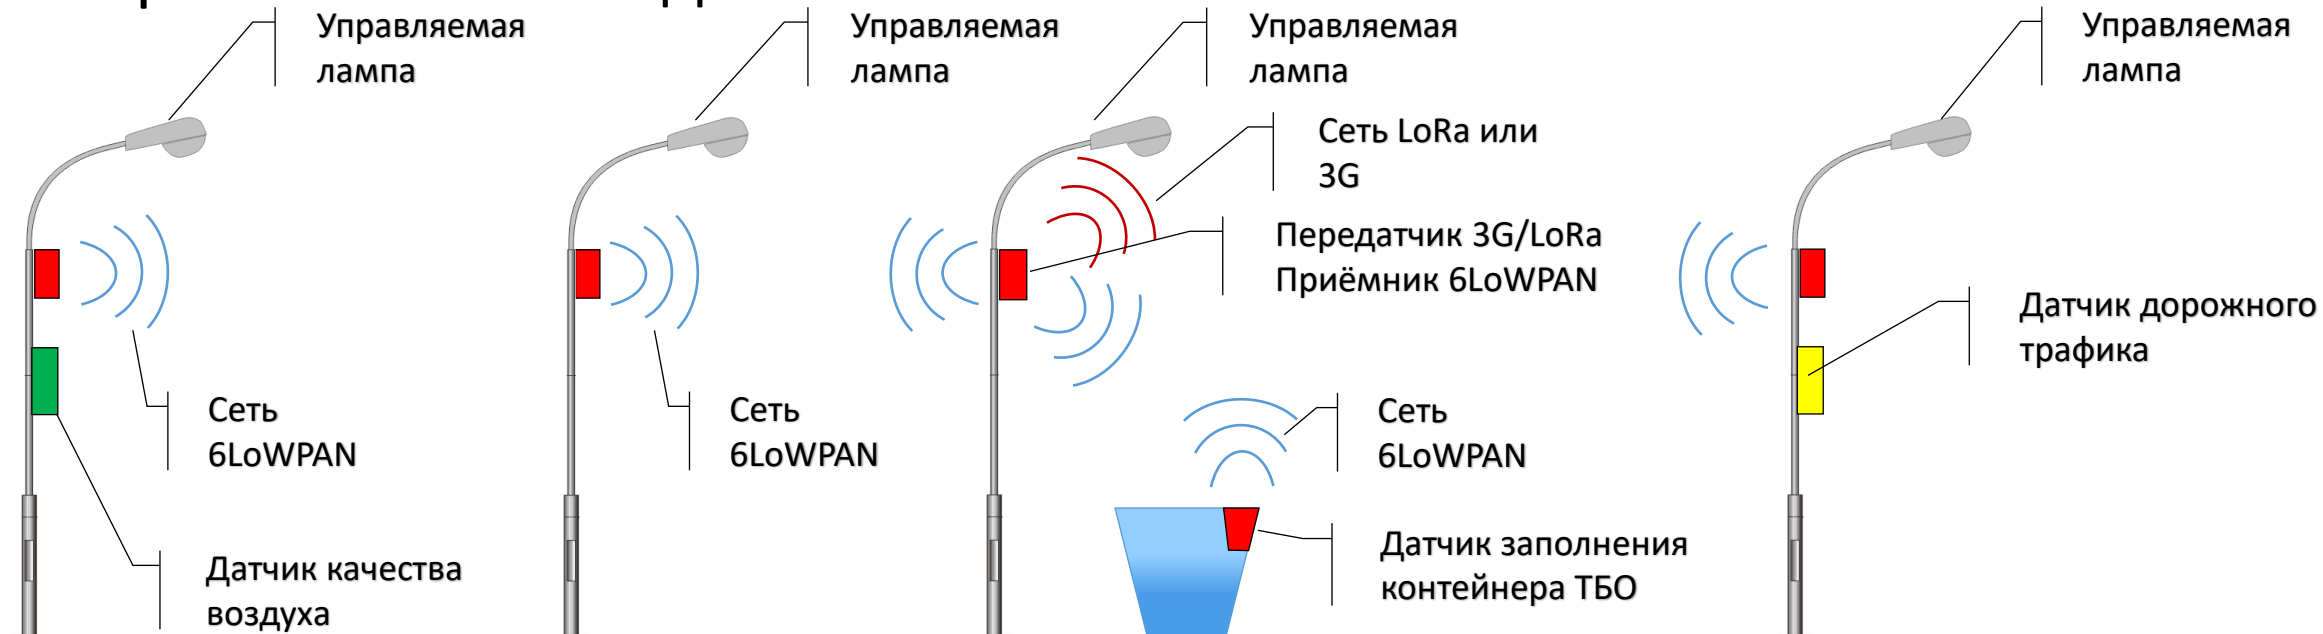 Управляемая
лампа
Управляемая
лампа
Управляемая
лампа
Управляемая
лампа
Сеть LoRa или
3G
Передатчик 3G/LoRa
Приёмник 6LoWPAN
Датчик дорожного
трафика
Сеть
6LoWPAN
Сеть
6LoWPAN
Сеть
6LoWPAN
Датчик качества
воздуха
Датчик заполнения
контейнера ТБО